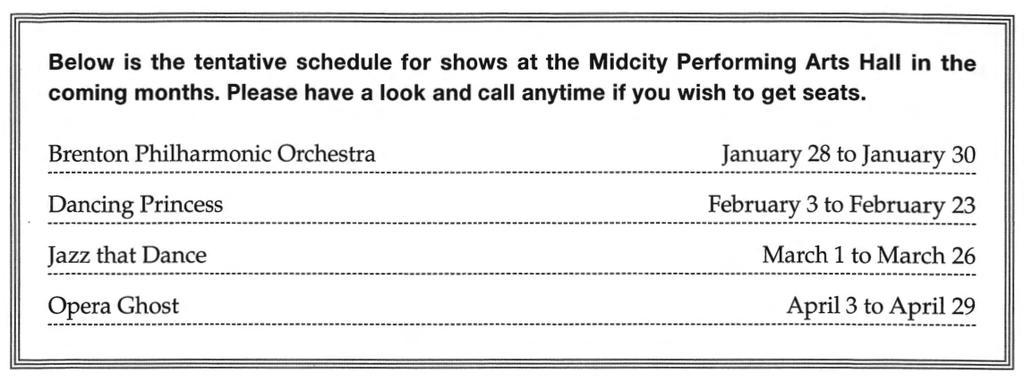 Below is the tentative schedule for shows at the Midcity Performing Arts Hall in the
coming months. Please have a look and call anytime if you wish to get seats.
Brenton Philharmonic Orchestra January 28 to January 30
Dancing Princess February 3 to February 23
Jazz that Dance March 1 to March 26
Opera Ghost April 3 to April 29